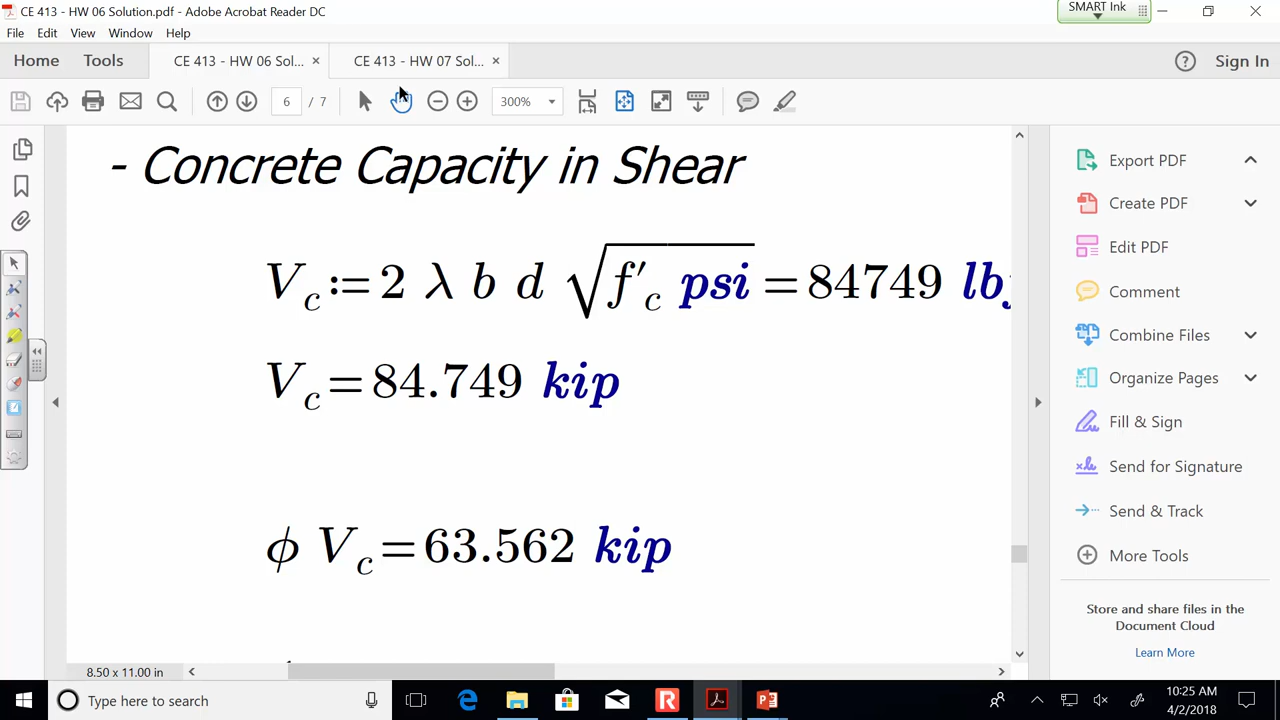 CE 413 - HW 06 Solution.pdf - Adobe Acrobat Reader DC
SMART Ink
File Edit View Window Help
Home Tools CE 413 - HW 06 Sol... × CE 413 - HW 07 Sol... × Sign In
6 / 7 300%
- Concrete Capacity in Shear
V_c := 2 λ b d √(f′_c psi) = 84749 lb
V_c = 84.749 kip
ϕ V_c = 63.562 kip
8.50 x 11.00 in
Export PDF
Create PDF
Edit PDF
Comment
Combine Files
Organize Pages
Fill & Sign
Send for Signature
Send & Track
More Tools
Store and share files in the
Document Cloud
Learn More
Type here to search
10:25 AM
4/2/2018